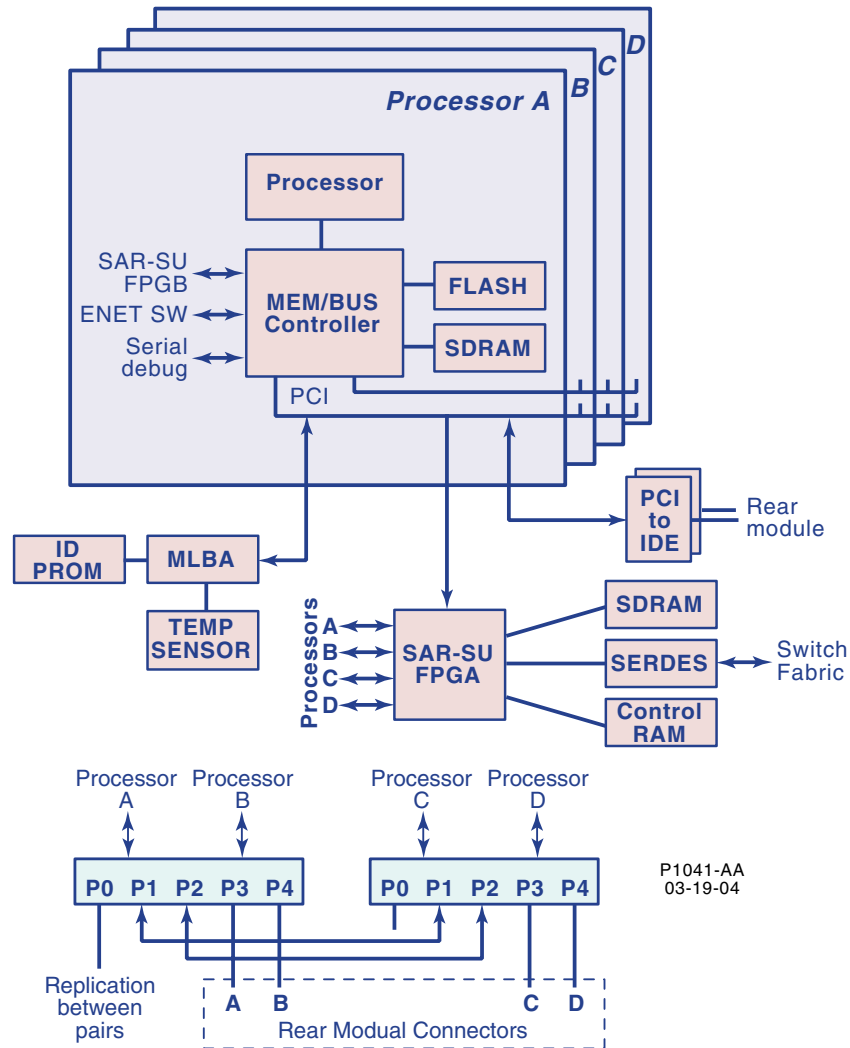 D
C
B
Processor A
Processor
SAR-SU
FPGB
ENET SW
Serial
debug
MEM/BUS
Controller
FLASH
SDRAM
PCI
PCI
to
IDE
Rear
module
ID
PROM
MLBA
TEMP
SENSOR
Processors
A
B
C
D
SAR-SU
FPGA
SDRAM
SERDES
Control
RAM
Switch
Fabric
Processor
A
Processor
B
Processor
C
Processor
D
P0 P1 P2 P3 P4
P0 P1 P2 P3 P4
P1041-AA
03-19-04
Replication
between
pairs
A B C D
Rear Modual Connectors